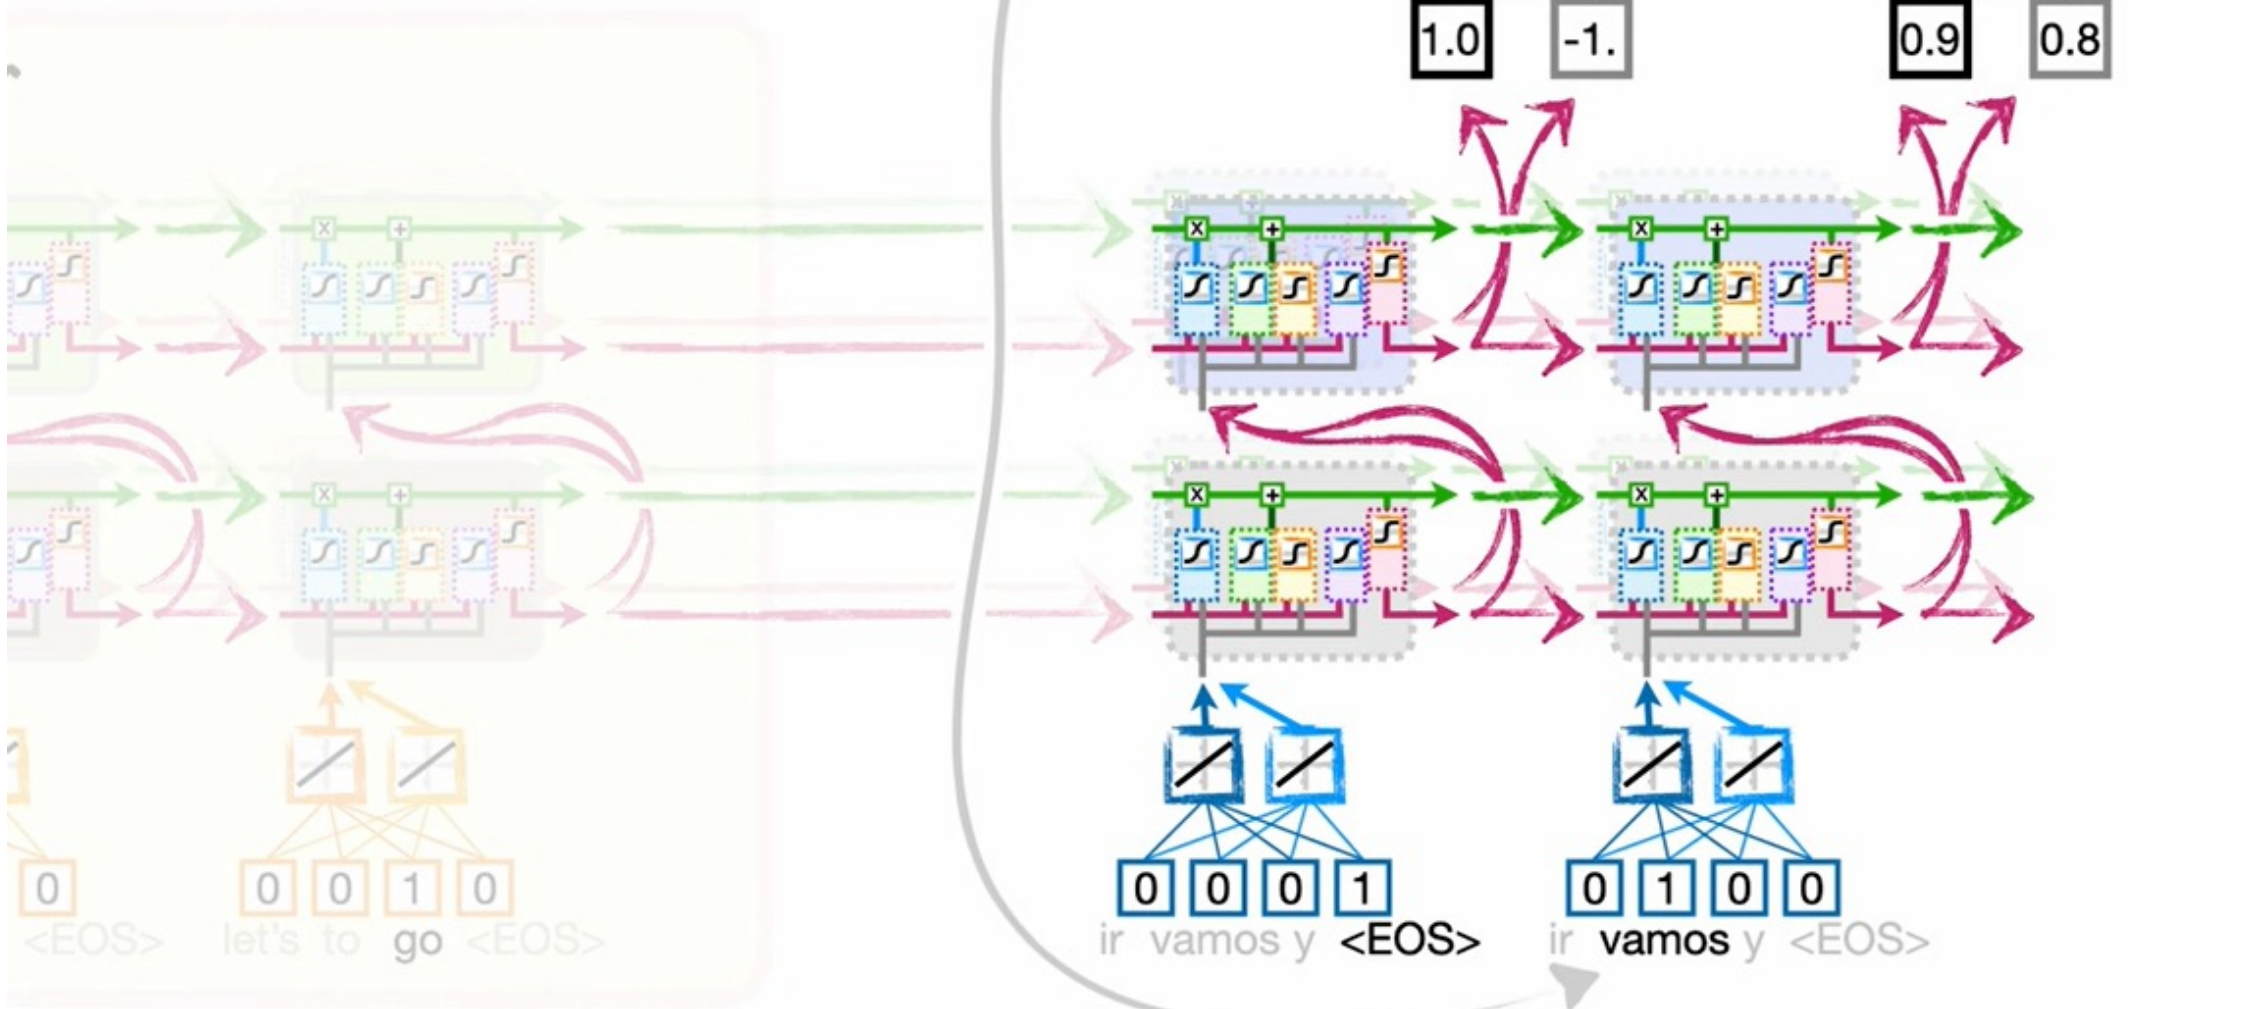 1.0 -1. 0.9 0.8
x + x + x +
x + x + x +
0 0 0 1 0 0 0 0 1 0 1 0 0
<EOS> let's to go <EOS> ir vamos y <EOS> ir vamos y <EOS>